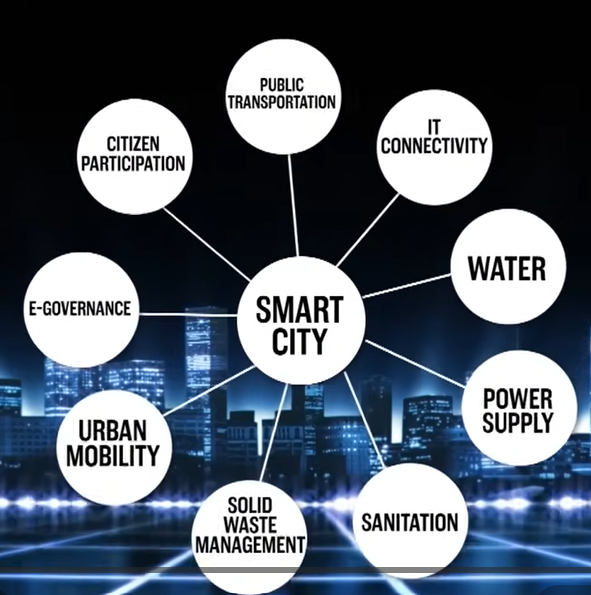 PUBLIC
TRANSPORTATION
IT
CONNECTIVITY
CITIZEN
PARTICIPATION
WATER
E-GOVERNANCE
SMART
CITY
POWER
SUPPLY
URBAN
MOBILITY
SOLID
WASTE
MANAGEMENT
SANITATION